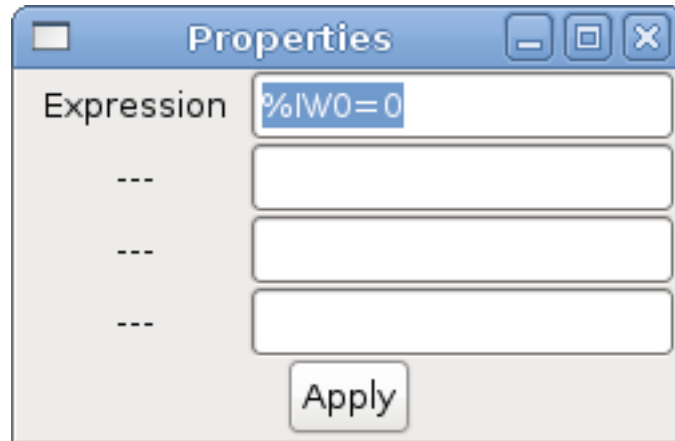 Properties
Expression %IW0=0
---
---
---
Apply